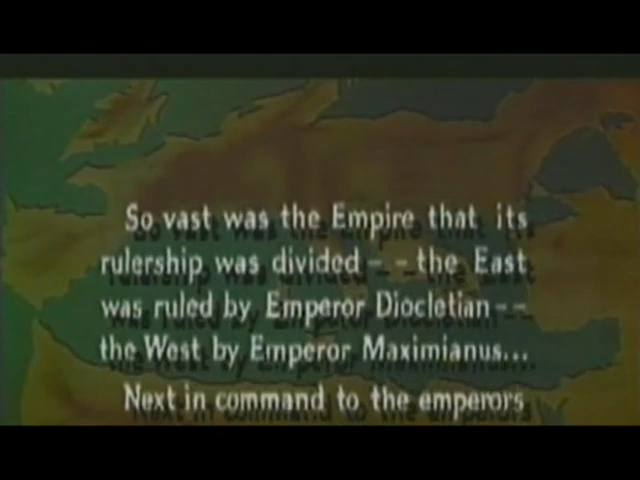 So vast was the Empire that its
rulership was divided - - the East
was ruled by Emperor Diocletian - -
the West by Emperor Maximianus...
Next in command to the emperors